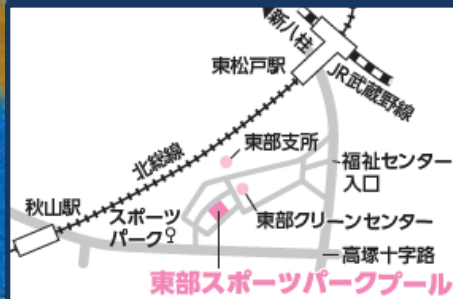 新八柱
東松戸駅
JR武蔵野線
東部支所
北総線
福祉センター
入口
秋山駅
スポーツ
パーク
東部クリーンセンター
高塚十字路
東部スポーツパークプール